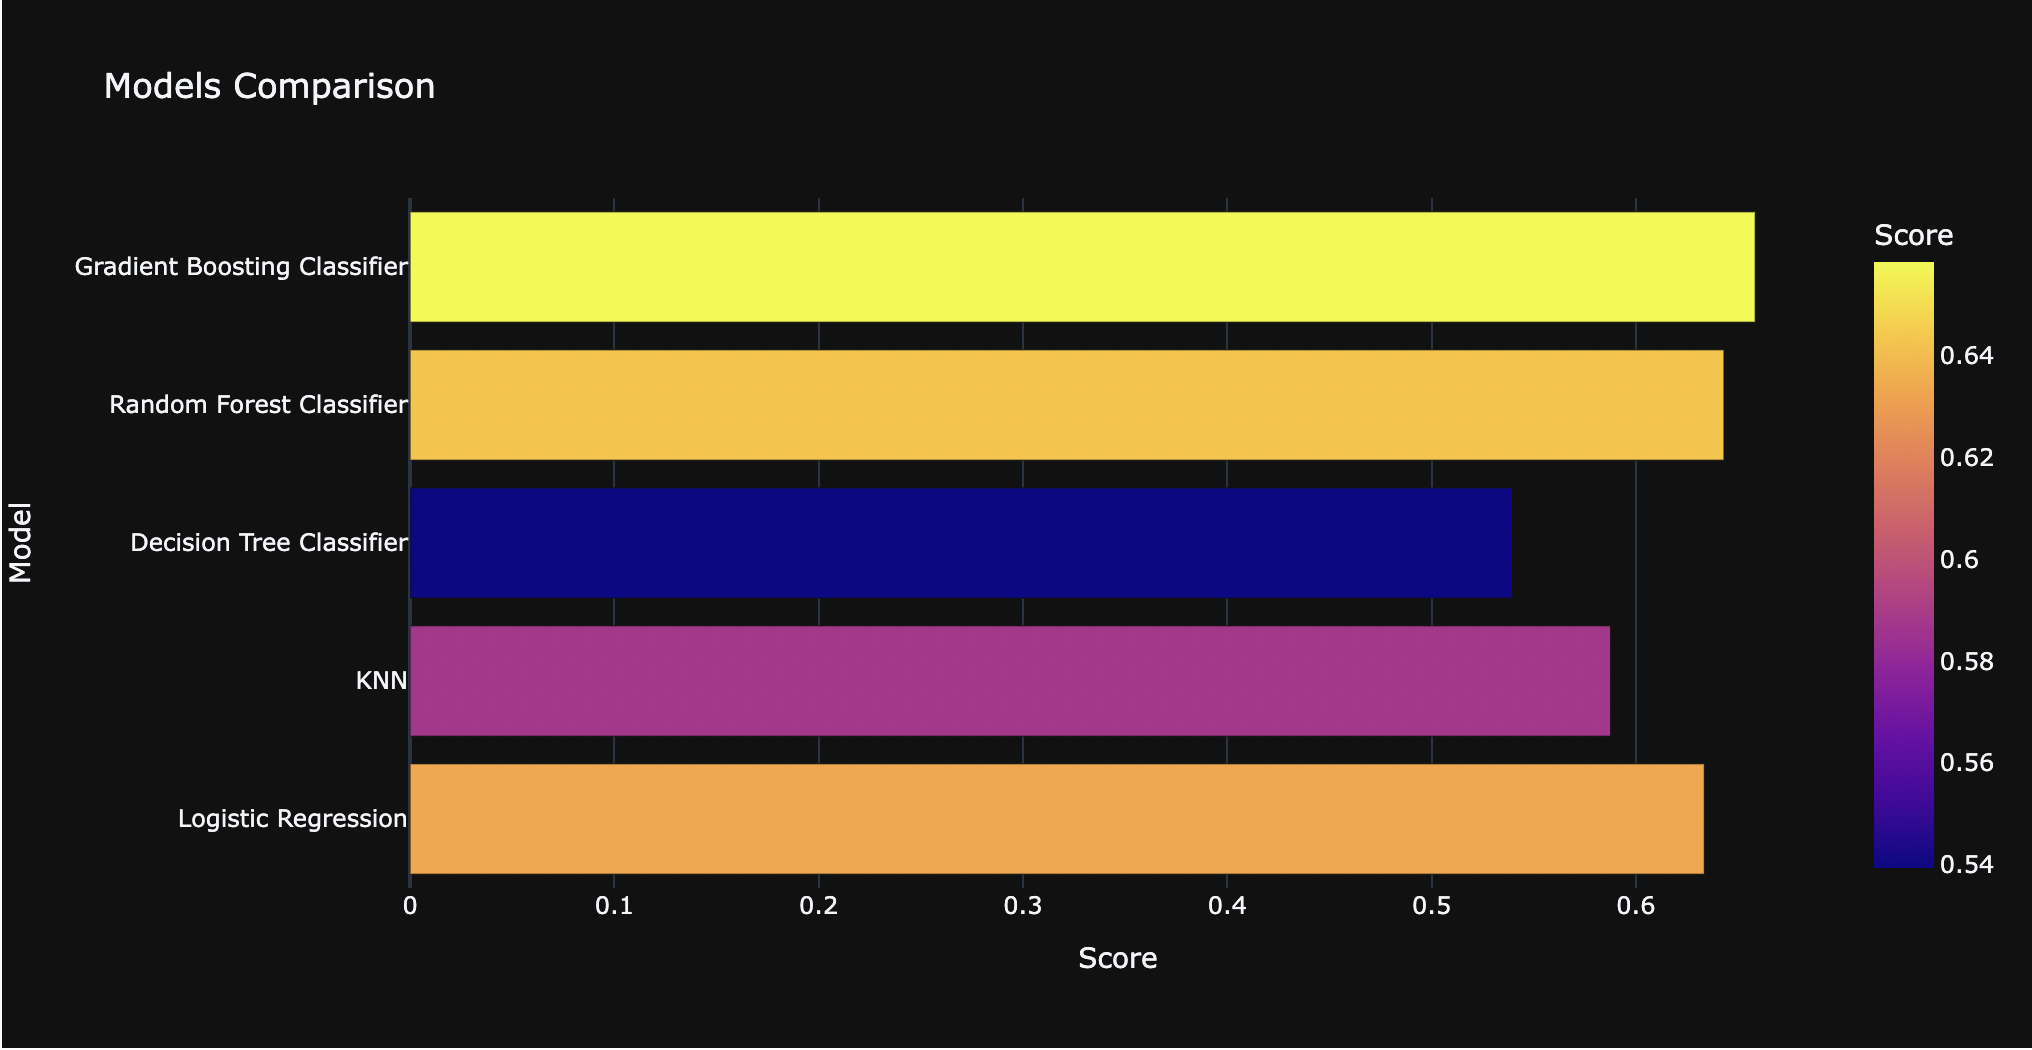 Models Comparison
Model
Gradient Boosting Classifier
Random Forest Classifier
Decision Tree Classifier
KNN
Logistic Regression
0 0.1 0.2 0.3 0.4 0.5 0.6
Score
Score
0.64
0.62
0.6
0.58
0.56
0.54